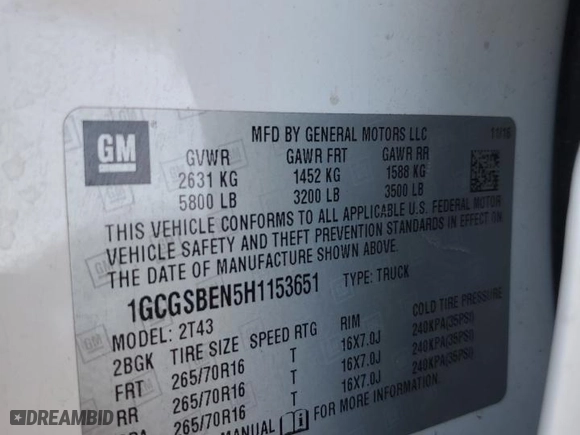 GM
MFD BY GENERAL MOTORS LLC 11/16
GVWR GAWR FRT GAWR RR
2631 KG 1452 KG 1588 KG
5800 LB 3200 LB 3500 LB
THIS VEHICLE CONFORMS TO ALL APPLICABLE U.S. FEDERAL MOTOR
VEHICLE SAFETY AND THEFT PREVENTION STANDARDS IN EFFECT ON
THE DATE OF MANUFACTURE SHOWN ABOVE.
1GCGSBEN5H1153651 TYPE: TRUCK
MODEL: 2T43
2BGK TIRE SIZE SPEED RTG RIM COLD TIRE PRESSURE
FRT 265/70R16 T 16X7.0J 240KPA(35PSI)
RR 265/70R16 T 16X7.0J 240KPA(35PSI)
SPA 265/70R16 T 16X7.0J 240KPA(35PSI)
MANUAL FOR MORE INFORMATION.
DREAMBID